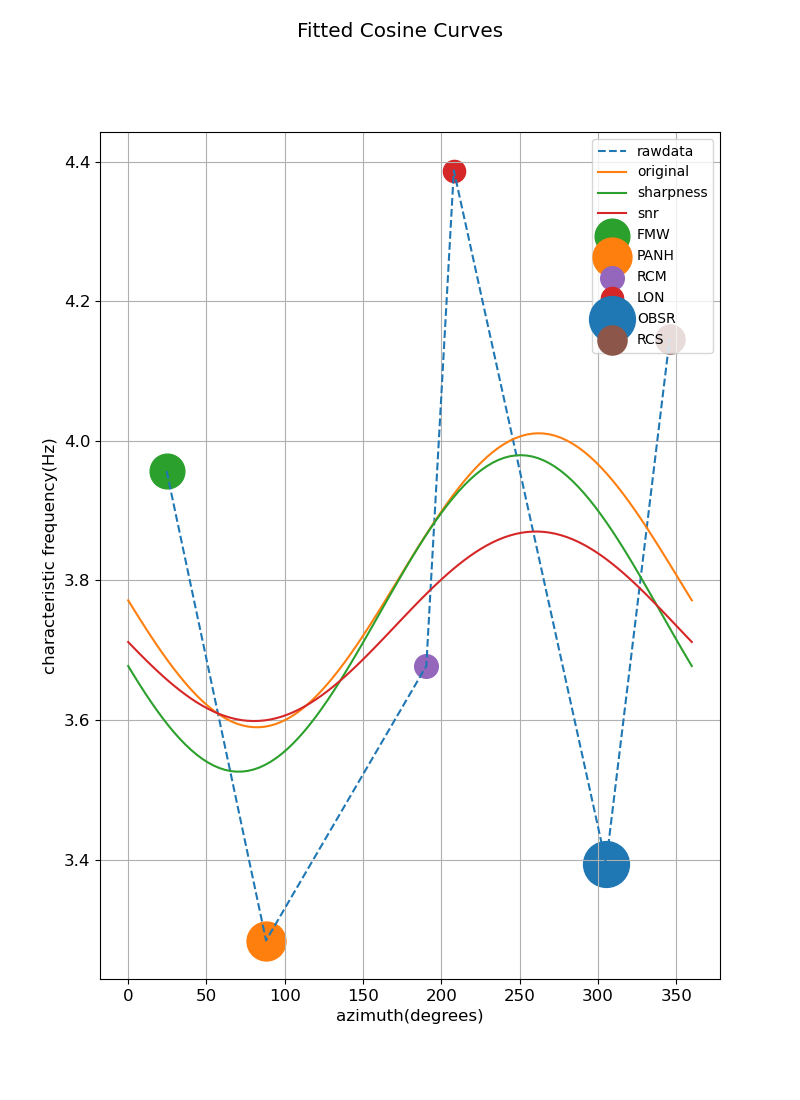 Fitted Cosine Curves
4.4
4.2
4.0
3.8
3.6
3.4
characteristic frequency(Hz)
0 50 100 150 200 250 300 350
azimuth(degrees)
rawdata
original
sharpness
snr
FMW
PANH
RCM
LON
OBSR
RCS